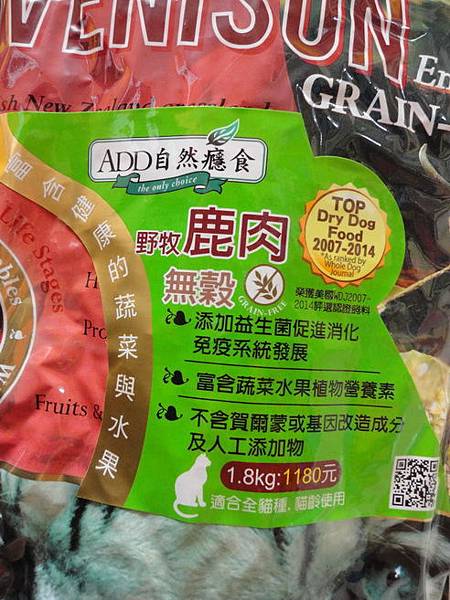 VENISON
En
GRAIN-
sh New Zealand
ADD自然癮食
the only choice
富含健康的蔬菜與水果
野牧鹿肉
無穀
GRAIN-FREE
TOP
Dry Dog
Food
2007-2014
*As ranked by
Whole Dog
Journal
榮獲美國WDJ2007-
2014評選認證飼料
添加益生菌促進消化
免疫系統發展
富含蔬菜水果植物營養素
不含賀爾蒙或基因改造成分
及人工添加物
1.8kg:1180元
適合全貓種.貓齡使用
Life Stages
H
Pro
Fruits &